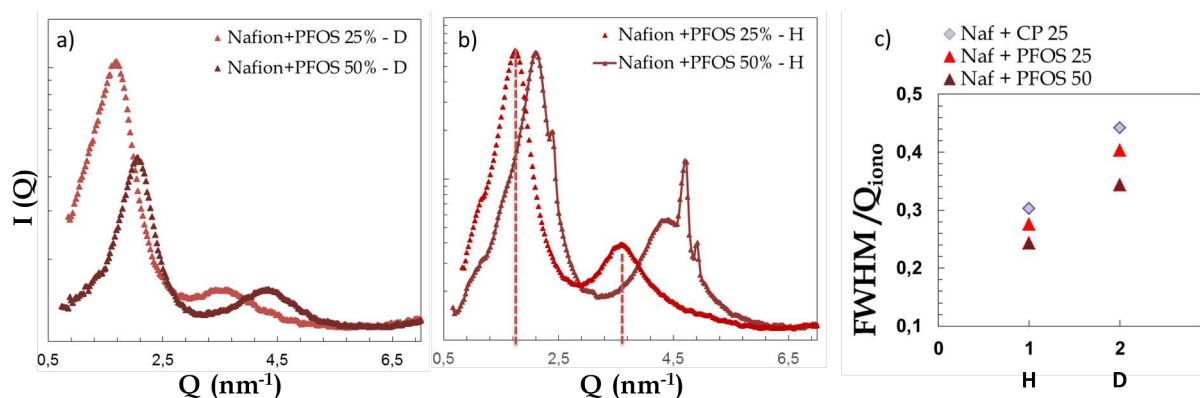 a)
Nafion+PFOS 25% - D
Nafion+PFOS 50% - D
I (Q)
0,5 2,5 4,5 6,5
Q (nm-1)
b)
Nafion +PFOS 25% - H
Nafion +PFOS 50% - H
0,5 2,5 4,5 6,5
Q (nm-1)
c)
Naf + CP 25
Naf + PFOS 25
Naf + PFOS 50
FWHM /Qiono
0,5
0,4
0,3
0,2
0,1
0 1 2
H D